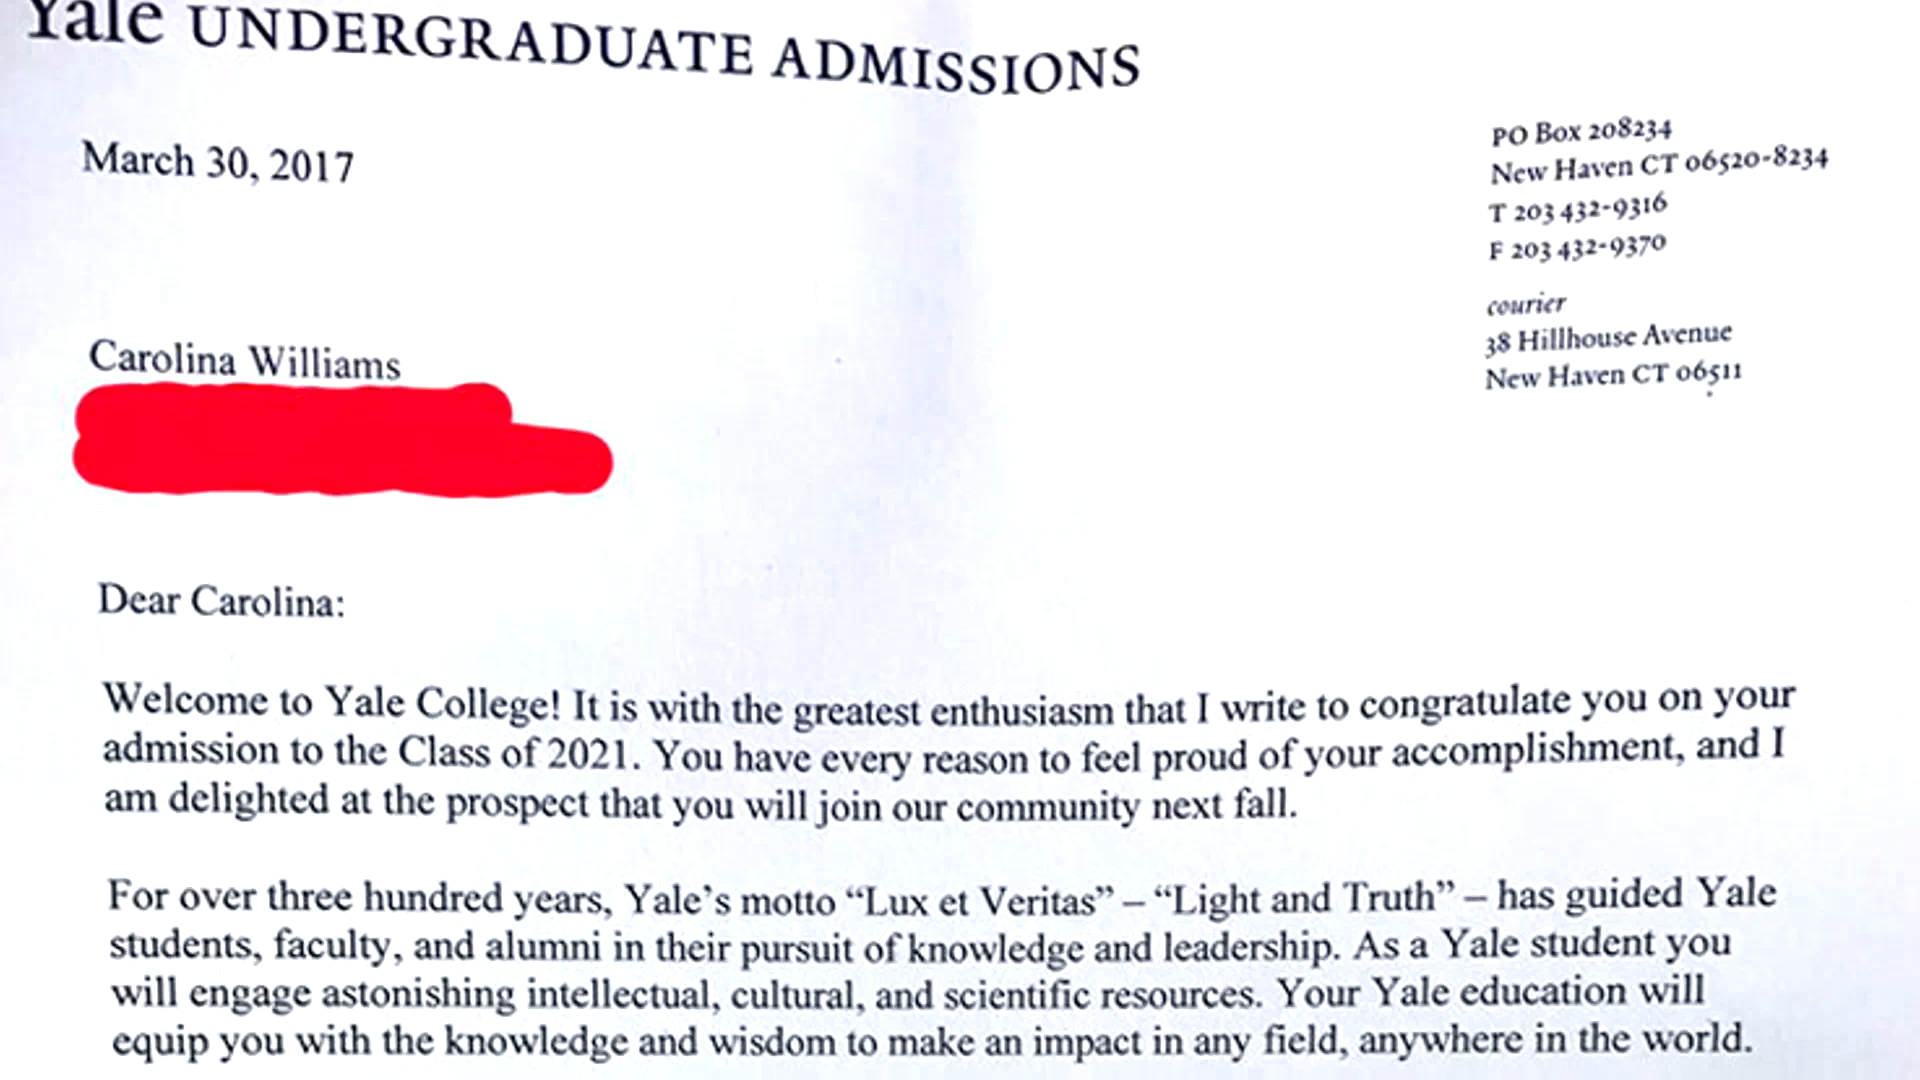 Yale UNDERGRADUATE ADMISSIONS
March 30, 2017
PO Box 208234
New Haven CT 06520-8234
T 203 432-9316
F 203 432-9370
courier
38 Hillhouse Avenue
New Haven CT 06511
Carolina Williams
Dear Carolina:
Welcome to Yale College! It is with the greatest enthusiasm that I write to congratulate you on your
admission to the Class of 2021. You have every reason to feel proud of your accomplishment, and I
am delighted at the prospect that you will join our community next fall.
For over three hundred years, Yale’s motto “Lux et Veritas” – “Light and Truth” – has guided Yale
students, faculty, and alumni in their pursuit of knowledge and leadership. As a Yale student you
will engage astonishing intellectual, cultural, and scientific resources. Your Yale education will
equip you with the knowledge and wisdom to make an impact in any field, anywhere in the world.